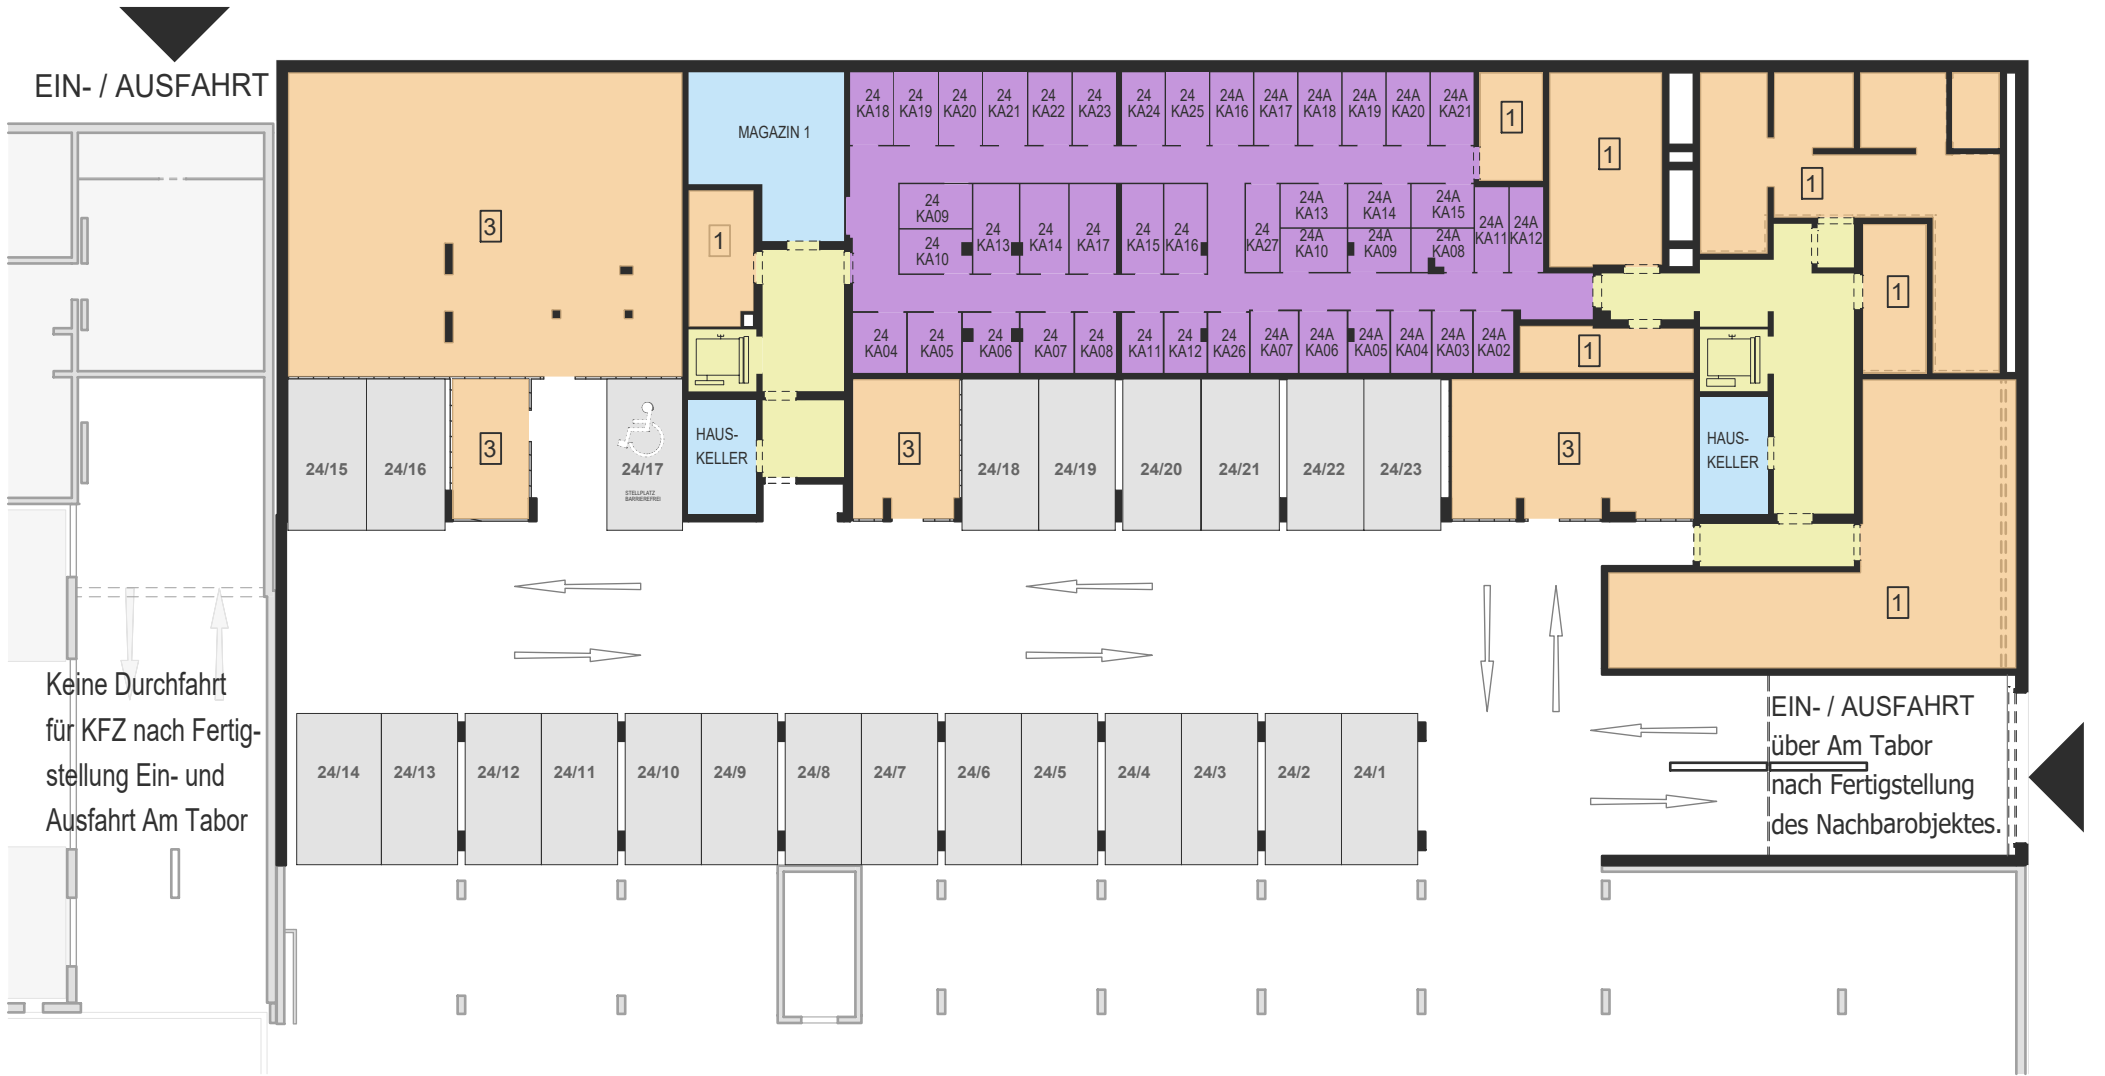 EIN- / AUSFAHRT
MAGAZIN 1
24 KA18
24 KA19
24 KA20
24 KA21
24 KA22
24 KA23
24 KA24
24 KA25
24A KA16
24A KA17
24A KA18
24A KA19
24A KA20
24A KA21
1
1
1
3
1
24 KA09
24 KA10
24 KA13
24 KA14
24 KA17
24 KA15
24 KA16
24 KA27
24A KA13
24A KA14
24A KA15
24A KA10
24A KA09
24A KA08
24A KA11
24A KA12
1
24 KA04
24 KA05
24 KA06
24 KA07
24 KA08
24 KA11
24 KA12
24 KA26
24A KA07
24A KA06
24A KA05
24A KA04
24A KA03
24A KA02
1
24/15
24/16
3
24/17
STELLPLATZ
BARRIEREFREI
HAUS-
KELLER
3
24/18
24/19
24/20
24/21
24/22
24/23
3
HAUS-
KELLER
1
Keine Durchfahrt
für KFZ nach Fertig-
stellung Ein- und
Ausfahrt Am Tabor
EIN- / AUSFAHRT
über Am Tabor
nach Fertigstellung
des Nachbarobjektes.
24/14
24/13
24/12
24/11
24/10
24/9
24/8
24/7
24/6
24/5
24/4
24/3
24/2
24/1